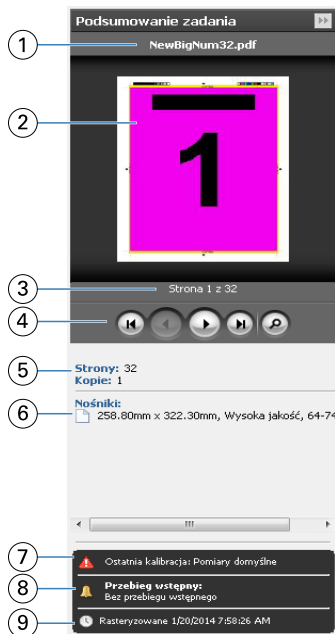 Podsumowanie zadania
1 NewBigNum32.pdf
2
1
3 Strona 1 z 32
4
5 Strony: 32
Kopie: 1
Nośniki:
6 258.80mm x 322.30mm, Wysoka jakość, 64-74
7 Ostatnia kalibracja: Pomiary domyślne
8 Przebieg wstępny:
Bez przebiegu wstępnego
9 Rasteryzowane 1/20/2014 7:58:26 AM